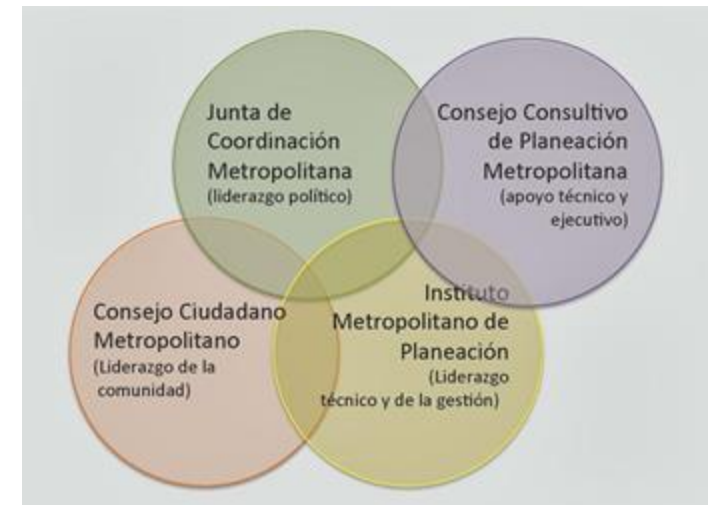 Junta de
Coordinación
Metropolitana
(liderazgo político)
Consejo Consultivo
de Planeación
Metropolitana
(apoyo técnico y
ejecutivo)
Consejo Ciudadano
Metropolitano
(Liderazgo de la
comunidad)
Instituto
Metropolitano de
Planeación
(Liderazgo
técnico y de la gestión)